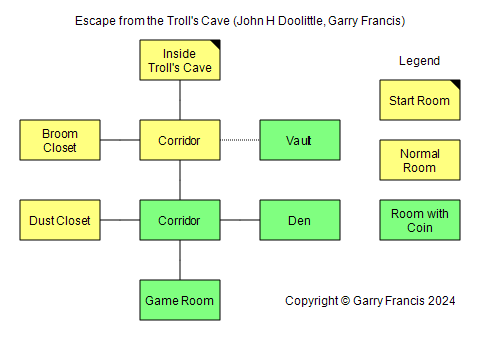 Escape from the Troll's Cave (John H Doolittle, Garry Francis)
Inside
Troll's Cave
Legend
Start Room
Broom
Closet
Corridor
Vault
Normal
Room
Dust Closet
Corridor
Den
Room with
Coin
Game Room
Copyright © Garry Francis 2024